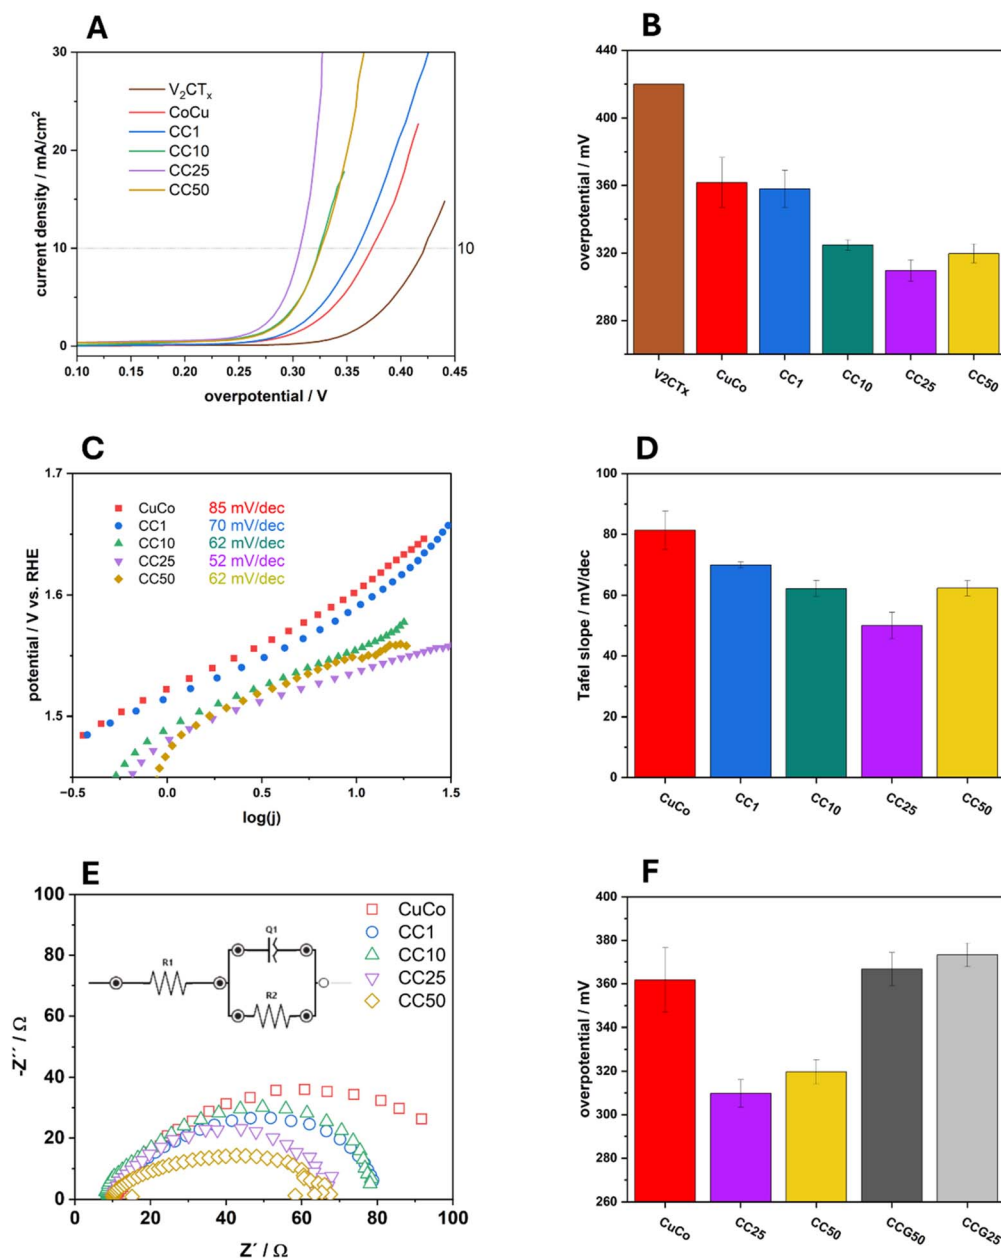 A
30
20
10
0
current density / mA/cm²
V₂CTₓ
CoCu
CC1
CC10
CC25
CC50
10
0.10 0.15 0.20 0.25 0.30 0.35 0.40 0.45
overpotential / V
B
440
400
360
320
280
overpotential / mV
V2CTx CuCo CC1 CC10 CC25 CC50
C
1.7
1.6
1.5
potential / V vs. RHE
CuCo 85 mV/dec
CC1 70 mV/dec
CC10 62 mV/dec
CC25 52 mV/dec
CC50 62 mV/dec
−0.5 0.0 0.5 1.0 1.5
log(j)
D
100
80
60
40
20
0
Tafel slope / mV/dec
CuCo CC1 CC10 CC25 CC50
E
100
80
60
40
20
0
-Z´´ / Ω
R1
Q1
R2
CuCo
CC1
CC10
CC25
CC50
0 20 40 60 80 100
Z´ / Ω
F
400
380
360
340
320
300
280
260
overpotential / mV
CuCo CC25 CC50 CCG50 CCG25